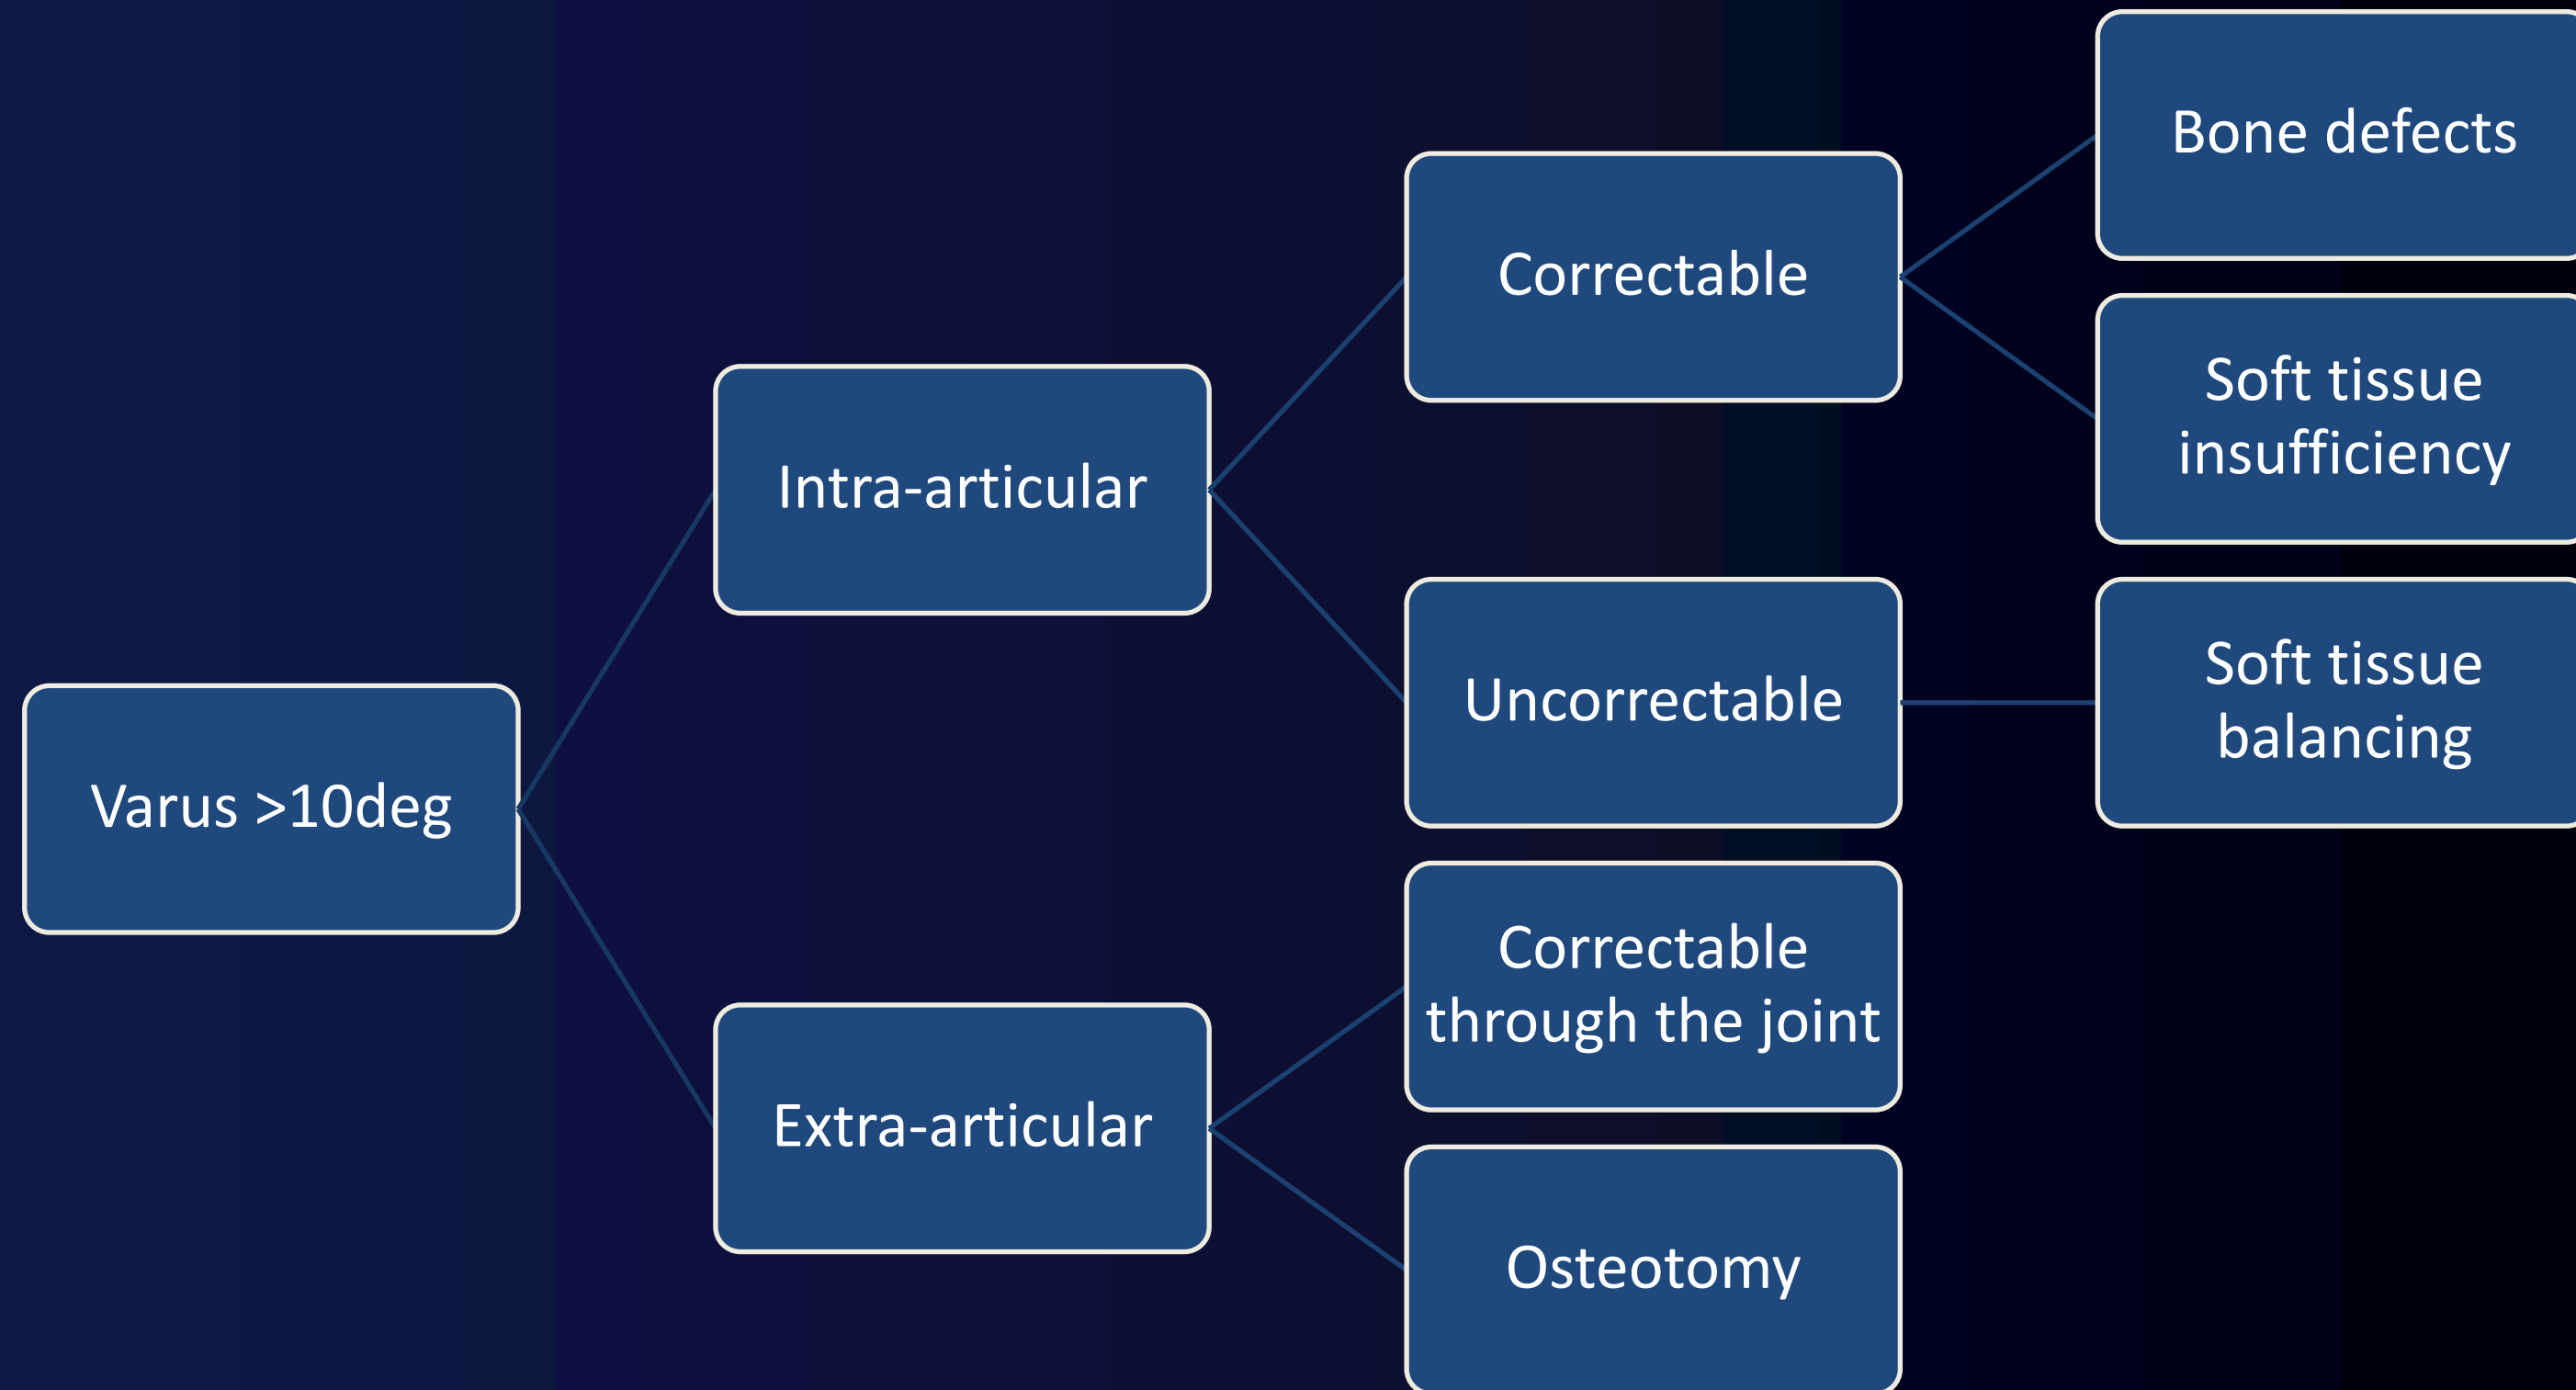 Varus >10deg
Intra-articular
Correctable
Bone defects
Soft tissue
insufficiency
Uncorrectable
Soft tissue
balancing
Extra-articular
Correctable
through the joint
Osteotomy